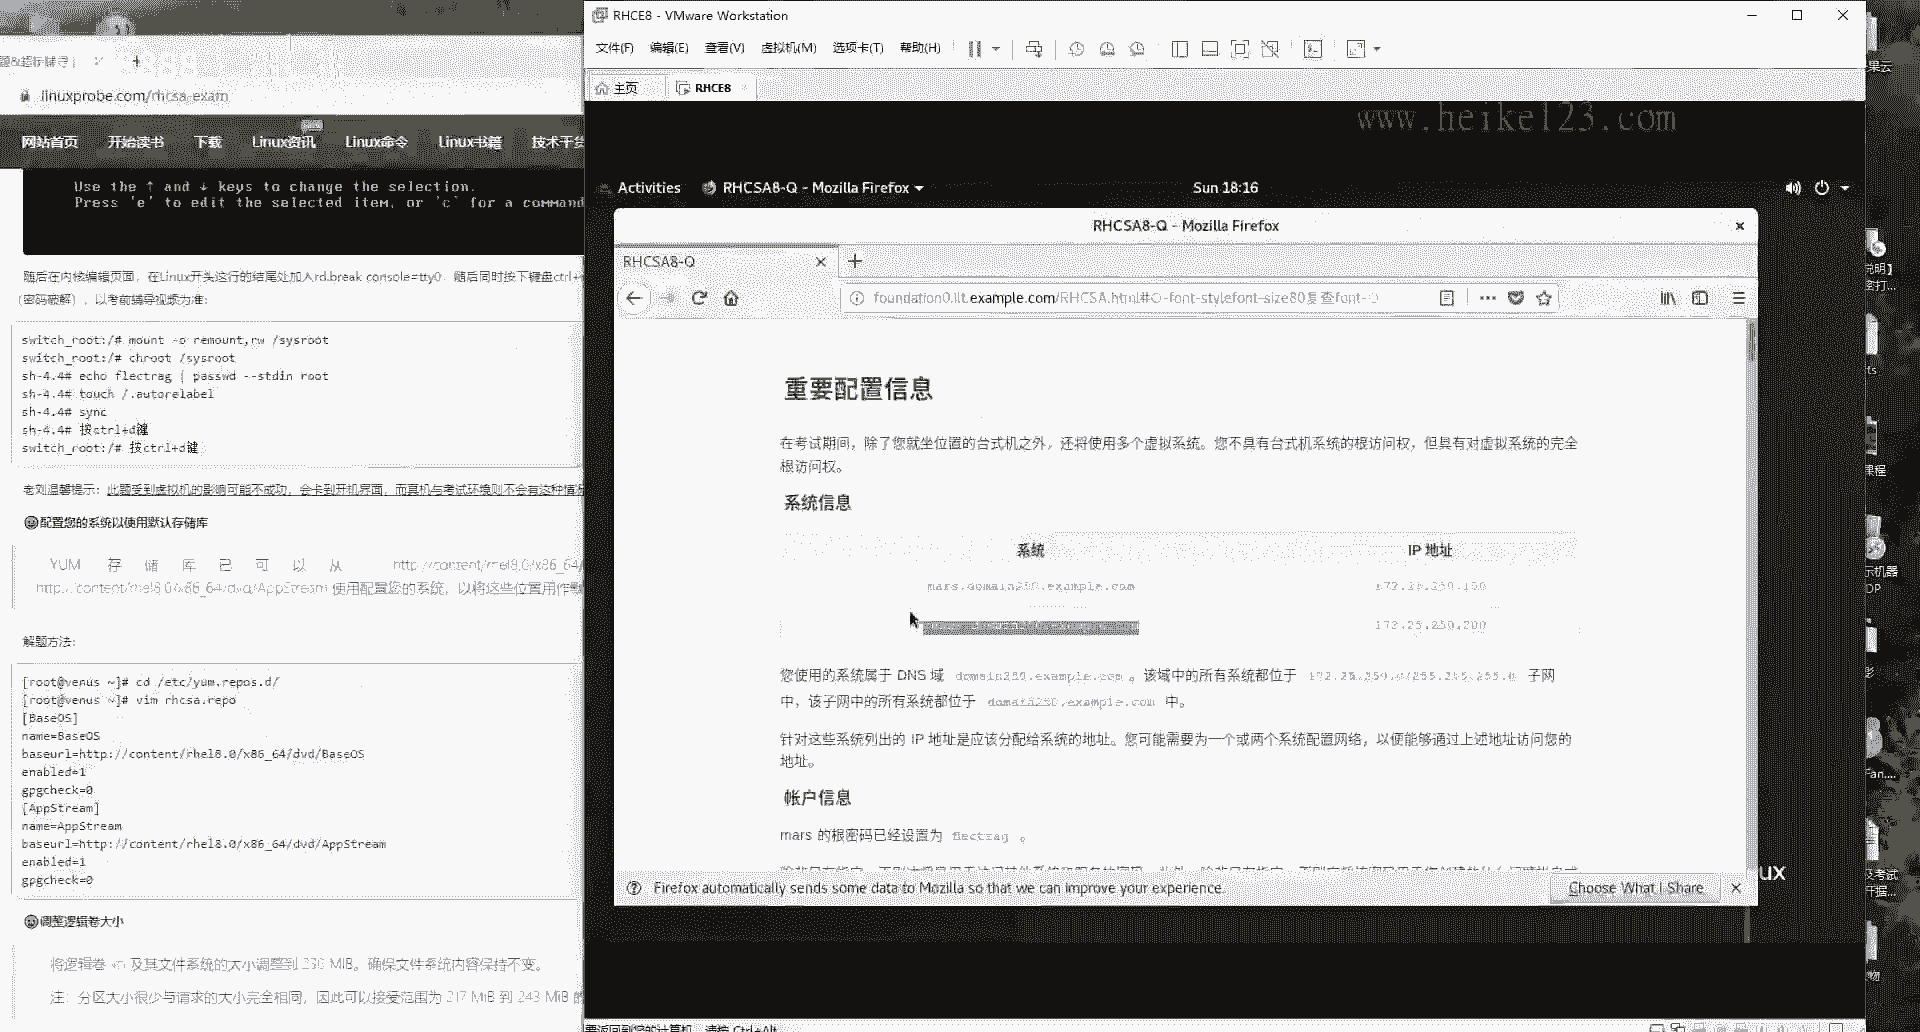 RHCE8 - VMware Workstation
文件(F) 编辑(E) 查看(V) 虚拟机(M) 选项卡(T) 帮助(H)
主页 RHCE8
www.heike123.com
linuxprobe.com/rhcsa-exam
网站首页 开始读书 下载 Linux资讯 Linux命令 Linux书籍 技术干货
Use the ↑ and ↓ keys to change the selection.
Press 'e' to edit the selected item, or 'c' for a command
随后在内核编辑页面，在Linux开头这行的结尾处加入rd.break console=tty0，随后同时按下键盘ctrl+
(密码破解)，以考前辅导视频为准:
switch_root:/# mount -o remount,rw /sysroot
switch_root:/# chroot /sysroot
sh-4.4# echo flectrag | passwd --stdin root
sh-4.4# touch /.autorelabel
sh-4.4# sync
sh-4.4# 按ctrl+d键
switch_root:/# 按ctrl+d键
老刘温馨提示：此题受到虚拟机的影响可能不成功，会卡到开机界面，而真机与考试环境则不会有这种情况
配置您的系统以使用默认存储库
YUM 存储库已可以从 http://content/rhel8.0/x86_64/
http://content/rhel8.0/x86_64/dvd/AppStream 使用配置您的系统，以将这些位置用作默
解题方法:
[root@venus ~]# cd /etc/yum.repos.d/
[root@venus ~]# vim rhcsa.repo
[BaseOS]
name=BaseOS
baseurl=http://content/rhel8.0/x86_64/dvd/BaseOS
enabled=1
gpgcheck=0
[AppStream]
name=AppStream
baseurl=http://content/rhel8.0/x86_64/dvd/AppStream
enabled=1
gpgcheck=0
调整逻辑卷大小
将逻辑卷 vo 及其文件系统的大小调整到 230 MiB。确保文件系统内容保持不变。
注：分区大小很少与请求的大小完全相同，因此可以接受范围为 217 MiB 到 243 MiB 的
Activities RHCSA8-Q - Mozilla Firefox Sun 18:16
RHCSA8-Q - Mozilla Firefox
RHCSA8-Q
foundation0.ilt.example.com/RHCSA.html#○-font-stylefont-size80复查font-○
重要配置信息
在考试期间，除了您就坐位置的台式机之外，还将使用多个虚拟系统。您不具有台式机系统的根访问权，但具有对虚拟系统的完全
根访问权。
系统信息
系统 IP 地址
mars.domain250.example.com 172.25.250.100
172.25.250.200
您使用的系统属于 DNS 域 domain250.example.com 。该域中的所有系统都位于 172.25.250.0/255.255.255.0 子网
中，该子网中的所有系统都位于 domain250.example.com 中。
针对这些系统列出的 IP 地址是应该分配给系统的地址。您可能需要为一个或两个系统配置网络，以便能够通过上述地址访问您的
地址。
帐户信息
mars 的根密码已经设置为 flectrag 。
Firefox automatically sends some data to Mozilla so that we can improve your experience.
Choose What I Share